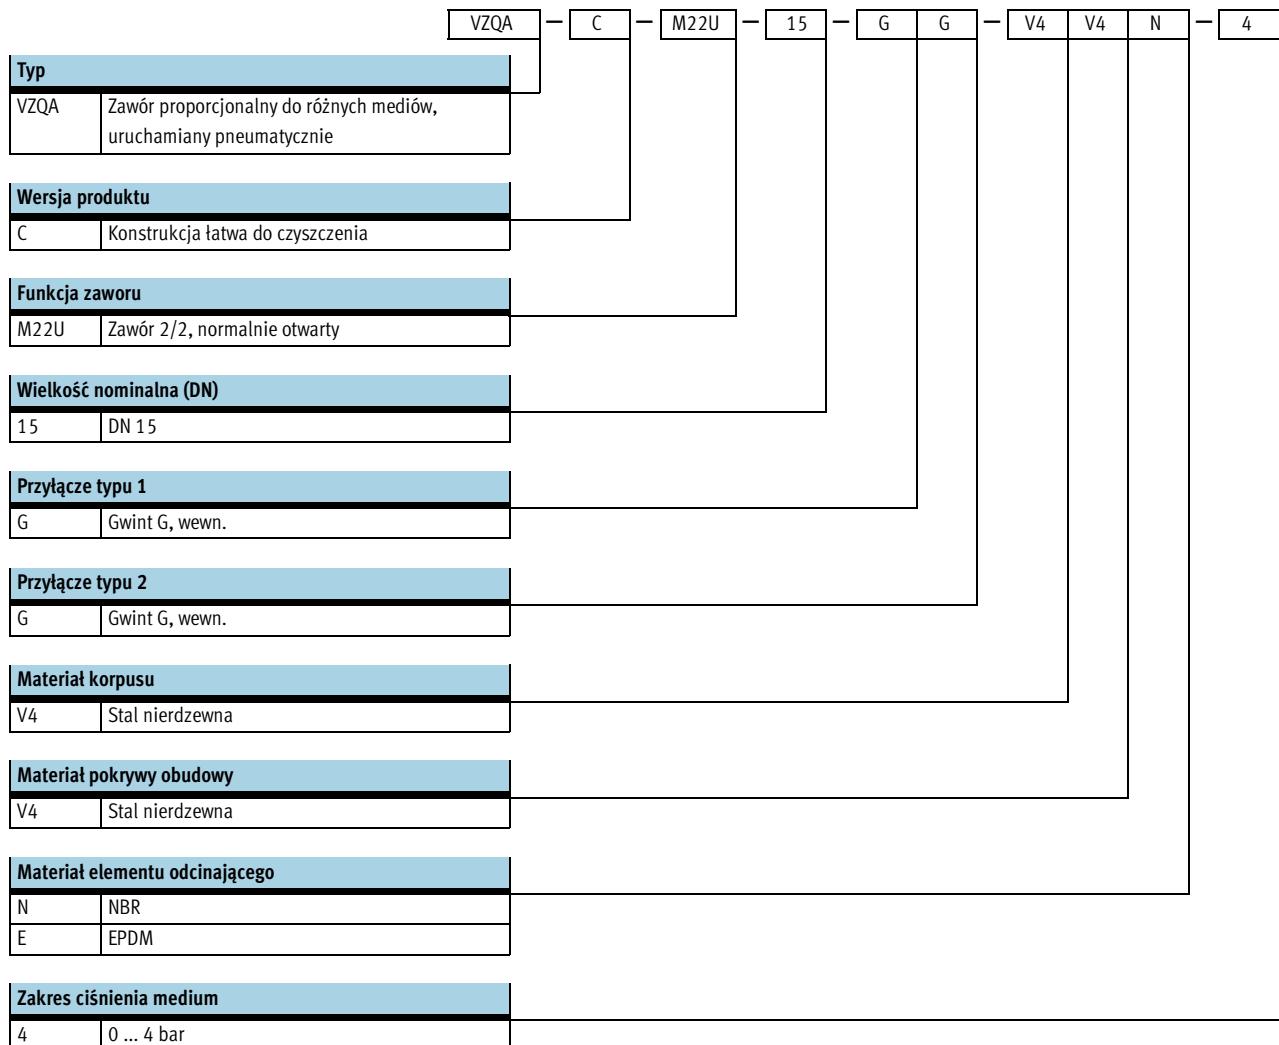 VZQA – C – M22U – 15 – G G – V4 V4 N – 4
Typ
VZQA Zawór proporcjonalny do różnych mediów,
uruchamiany pneumatycznie
Wersja produktu
C Konstrukcja łatwa do czyszczenia
Funkcja zaworu
M22U Zawór 2/2, normalnie otwarty
Wielkość nominalna (DN)
15 DN 15
Przyłącze typu 1
G Gwint G, wewn.
Przyłącze typu 2
G Gwint G, wewn.
Materiał korpusu
V4 Stal nierdzewna
Materiał pokrywy obudowy
V4 Stal nierdzewna
Materiał elementu odcinającego
N NBR
E EPDM
Zakres ciśnienia medium
4 0 ... 4 bar